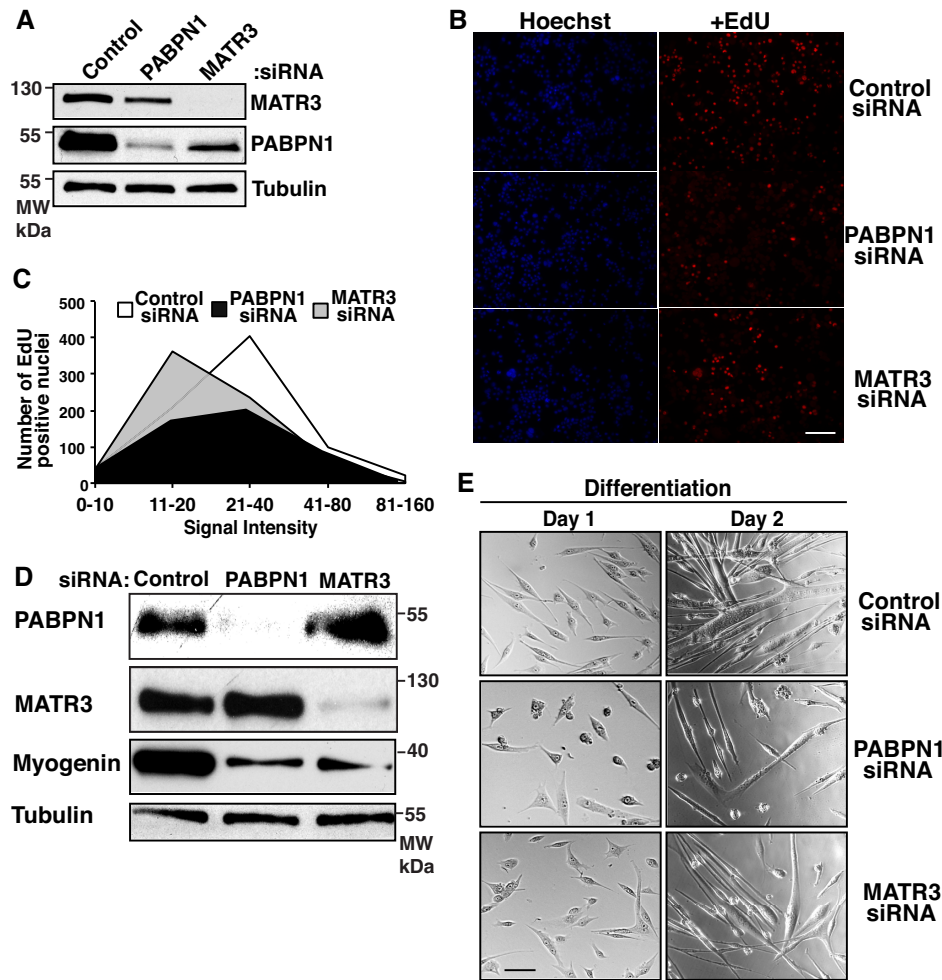 A
Control
PABPN1
MATR3
:siRNA
130
MATR3
55
PABPN1
55
Tubulin
MW
kDa
B
Hoechst
+EdU
Control
siRNA
PABPN1
siRNA
MATR3
siRNA
C
Number of EdU
positive nuclei
500
400
300
200
100
0
Control
siRNA
PABPN1
siRNA
MATR3
siRNA
0-10
11-20
21-40
41-80
81-160
Signal Intensity
D
siRNA: Control PABPN1 MATR3
PABPN1
55
MATR3
130
Myogenin
40
Tubulin
55
MW
kDa
E
Differentiation
Day 1
Day 2
Control
siRNA
PABPN1
siRNA
MATR3
siRNA